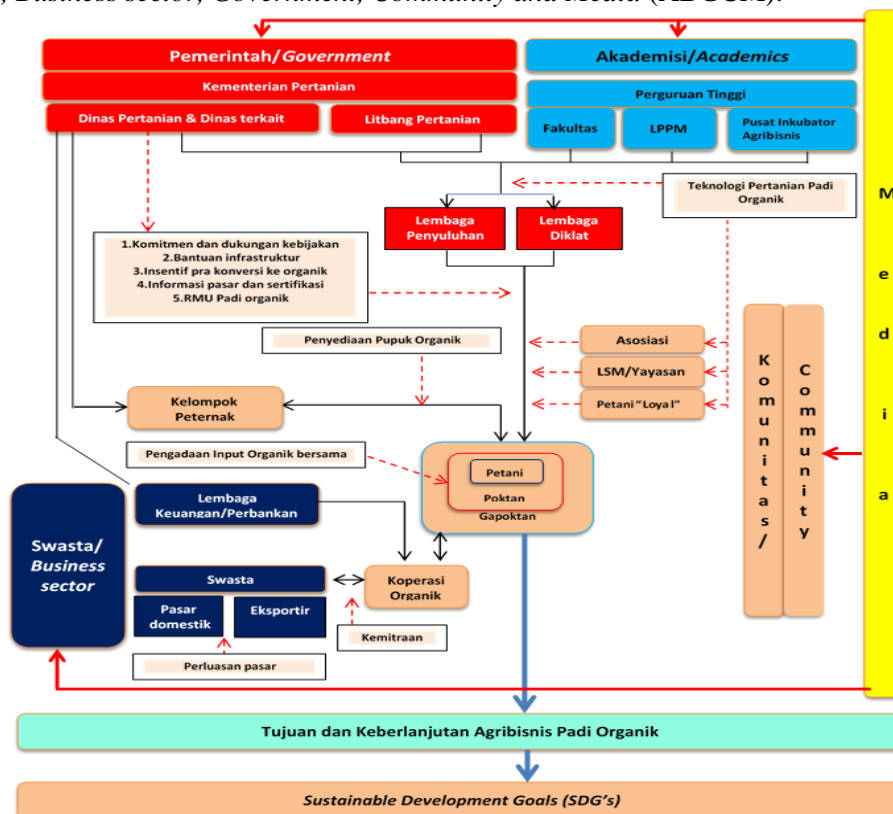 , Business sector, Government, Community and Media (ABGCM).
Pemerintah/Government
Akademisi/Academics
Kementerian Pertanian
Perguruan Tinggi
Dinas Pertanian & Dinas terkait
Litbang Pertanian
Fakultas
LPPM
Pusat Inkubator
Agribisnis
Teknologi Pertanian Padi
Organik
Lembaga
Penyuluhan
Lembaga
Diklat
1.Komitmen dan dukungan kebijakan
2.Bantuan infrastruktur
3.Insentif pra konversi ke organik
4.Informasi pasar dan sertifikasi
5.RMU Padi organik
Penyediaan Pupuk Organik
Asosiasi
LSM/Yayasan
Petani "Loyal"
Kelompok
Peternak
Pengadaan Input Organik bersama
Petani
Poktan
Gapoktan
Lembaga
Keuangan/Perbankan
Swasta/
Business
sector
Swasta
Pasar
domestik
Eksportir
Koperasi
Organik
Kemitraan
Perluasan pasar
Komunitas/
Community
Media
Tujuan dan Keberlanjutan Agribisnis Padi Organik
Sustainable Development Goals (SDG's)